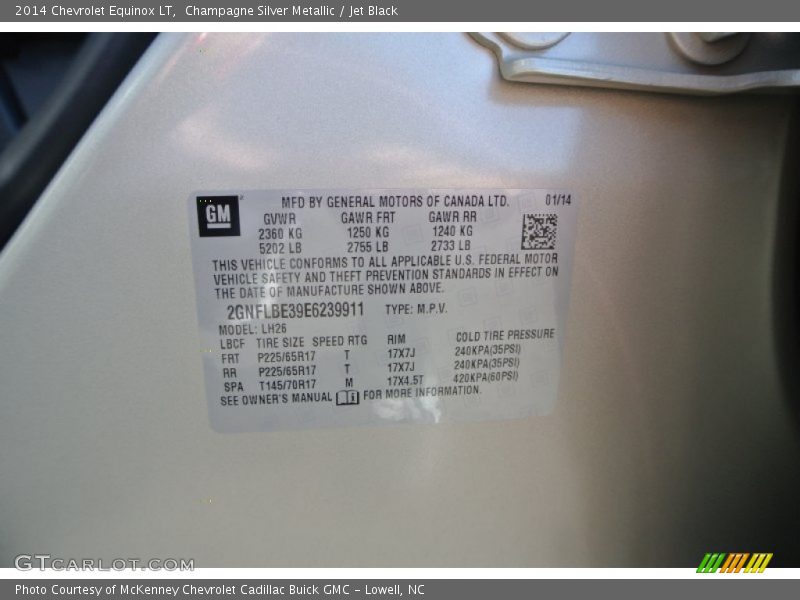 2014 Chevrolet Equinox LT,  Champagne Silver Metallic / Jet Black
GM
MFD BY GENERAL MOTORS OF CANADA LTD. 01/14
GVWR GAWR FRT GAWR RR
2360 KG 1250 KG 1240 KG
5202 LB 2755 LB 2733 LB
THIS VEHICLE CONFORMS TO ALL APPLICABLE U.S. FEDERAL MOTOR
VEHICLE SAFETY AND THEFT PREVENTION STANDARDS IN EFFECT ON
THE DATE OF MANUFACTURE SHOWN ABOVE.
2GNFLBE39E6239911 TYPE: M.P.V.
MODEL: LH26
LBCF TIRE SIZE SPEED RTG RIM COLD TIRE PRESSURE
FRT P225/65R17 T 17X7J 240KPA(35PSI)
RR P225/65R17 T 17X7J 240KPA(35PSI)
SPA T145/70R17 M 17X4.5T 420KPA(60PSI)
SEE OWNER'S MANUAL FOR MORE INFORMATION.
GTCARLOT.COM
Photo Courtesy of McKenney Chevrolet Cadillac Buick GMC - Lowell, NC